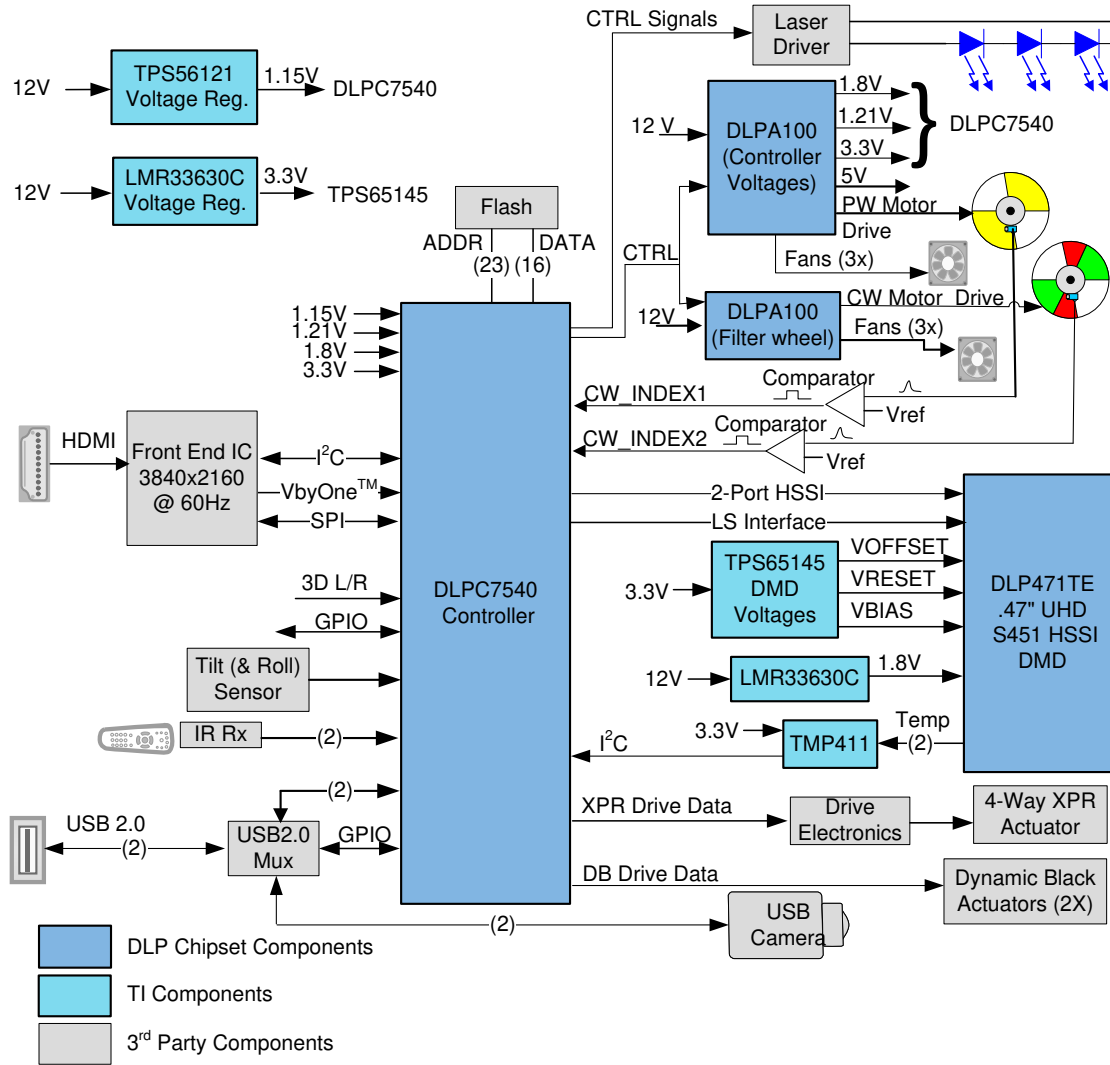 CTRL Signals
Laser
Driver
12V
TPS56121
Voltage Reg.
1.15V
DLPC7540
12V
LMR33630C
Voltage Reg.
3.3V
TPS65145
12 V
DLPA100
(Controller
Voltages)
1.8V
1.21V
3.3V
5V
DLPC7540
PW Motor
Drive
Fans (3x)
Flash
ADDR
(23)
DATA
(16)
CTRL
12V
DLPA100
(Filter wheel)
CW Motor Drive
Fans (3x)
1.15V
1.21V
1.8V
3.3V
CW_INDEX1
Comparator
Vref
CW_INDEX2
Comparator
Vref
HDMI
Front End IC
3840x2160
@ 60Hz
I²C
VbyOne™
SPI
DLPC7540
Controller
2-Port HSSI
LS Interface
3.3V
TPS65145
DMD
Voltages
VOFFSET
VRESET
VBIAS
DLP471TE
.47" UHD
S451 HSSI
DMD
12V
LMR33630C
1.8V
3D L/R
GPIO
Tilt (& Roll)
Sensor
IR Rx
(2)
3.3V
TMP411
Temp
(2)
I²C
XPR Drive Data
Drive
Electronics
4-Way XPR
Actuator
USB 2.0
(2)
USB2.0
Mux
(2)
GPIO
DB Drive Data
Dynamic Black
Actuators (2X)
(2)
USB
Camera
DLP Chipset Components
TI Components
3rd Party Components